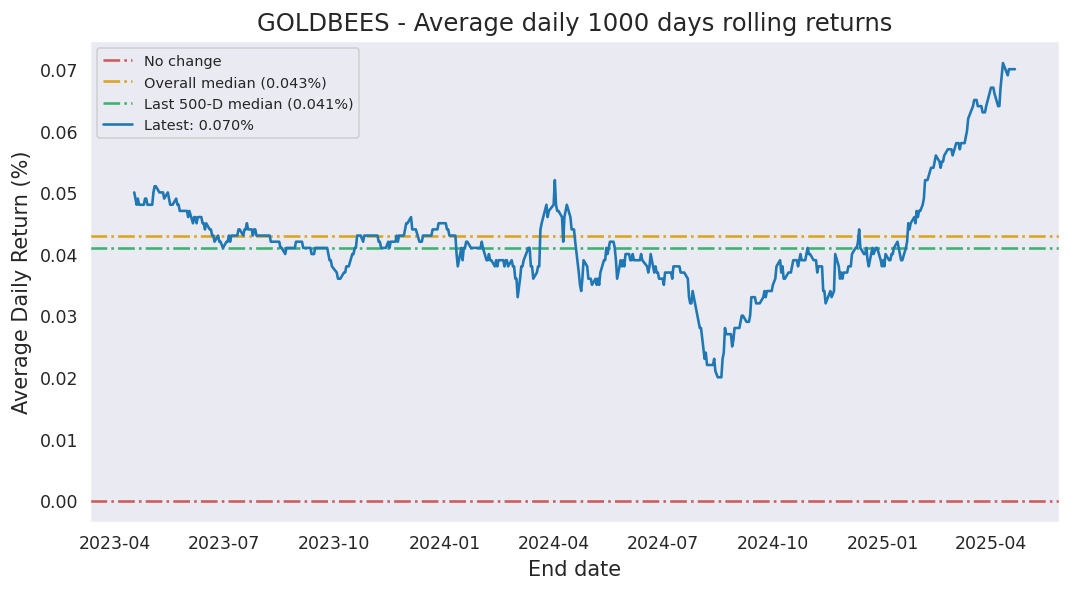 GOLDBEES - Average daily 1000 days rolling returns
No change
Overall median (0.043%)
Last 500-D median (0.041%)
Latest: 0.070%
Average Daily Return (%)
0.07
0.06
0.05
0.04
0.03
0.02
0.01
0.00
2023-04 2023-07 2023-10 2024-01 2024-04 2024-07 2024-10 2025-01 2025-04
End date